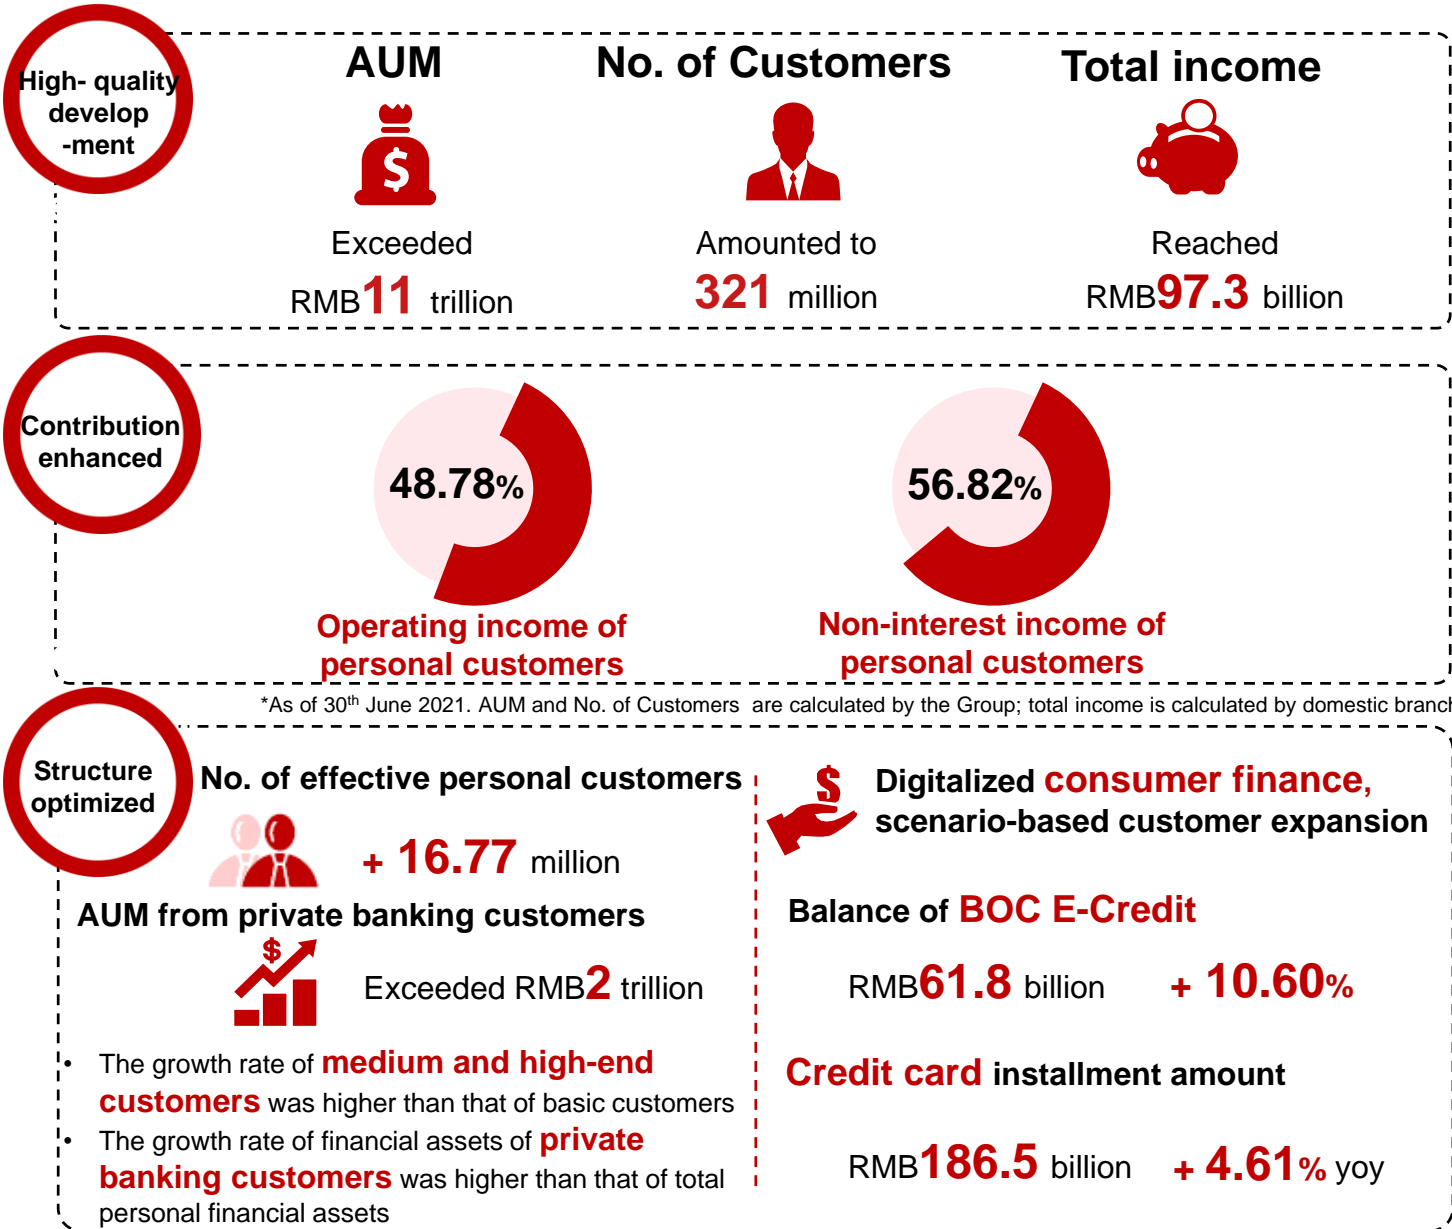 High- quality
develop
-ment
AUM
No. of Customers
Total income
$
Exceeded
RMB11 trillion
Amounted to
321 million
Reached
RMB97.3 billion
Contribution
enhanced
48.78%
Operating income of
personal customers
56.82%
Non-interest income of
personal customers
*As of 30th June 2021. AUM and No. of Customers are calculated by the Group; total income is calculated by domestic branch
Structure
optimized
No. of effective personal customers
+ 16.77 million
AUM from private banking customers
$
Exceeded RMB2 trillion
• The growth rate of medium and high-end
customers was higher than that of basic customers
• The growth rate of financial assets of private
banking customers was higher than that of total
personal financial assets
$
Digitalized consumer finance,
scenario-based customer expansion
Balance of BOC E-Credit
RMB61.8 billion + 10.60%
Credit card installment amount
RMB186.5 billion + 4.61% yoy